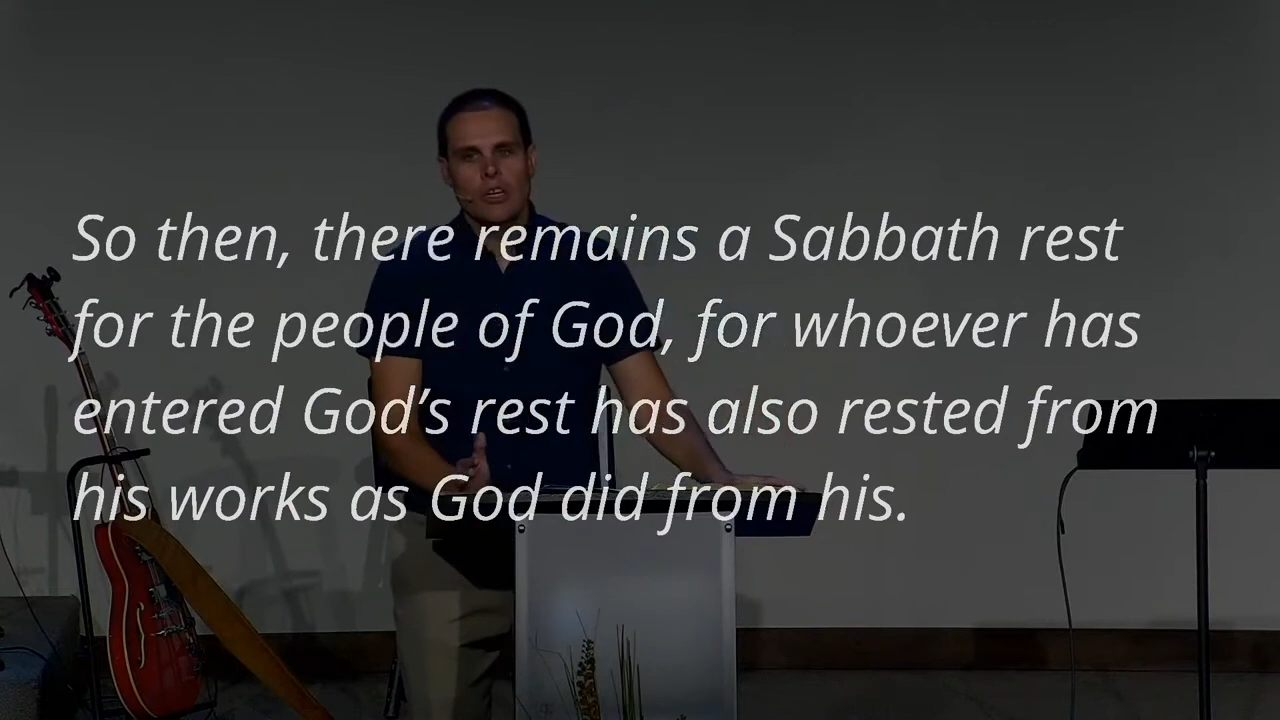 So then, there remains a Sabbath rest
for the people of God, for whoever has
entered God’s rest has also rested from
his works as God did from his.